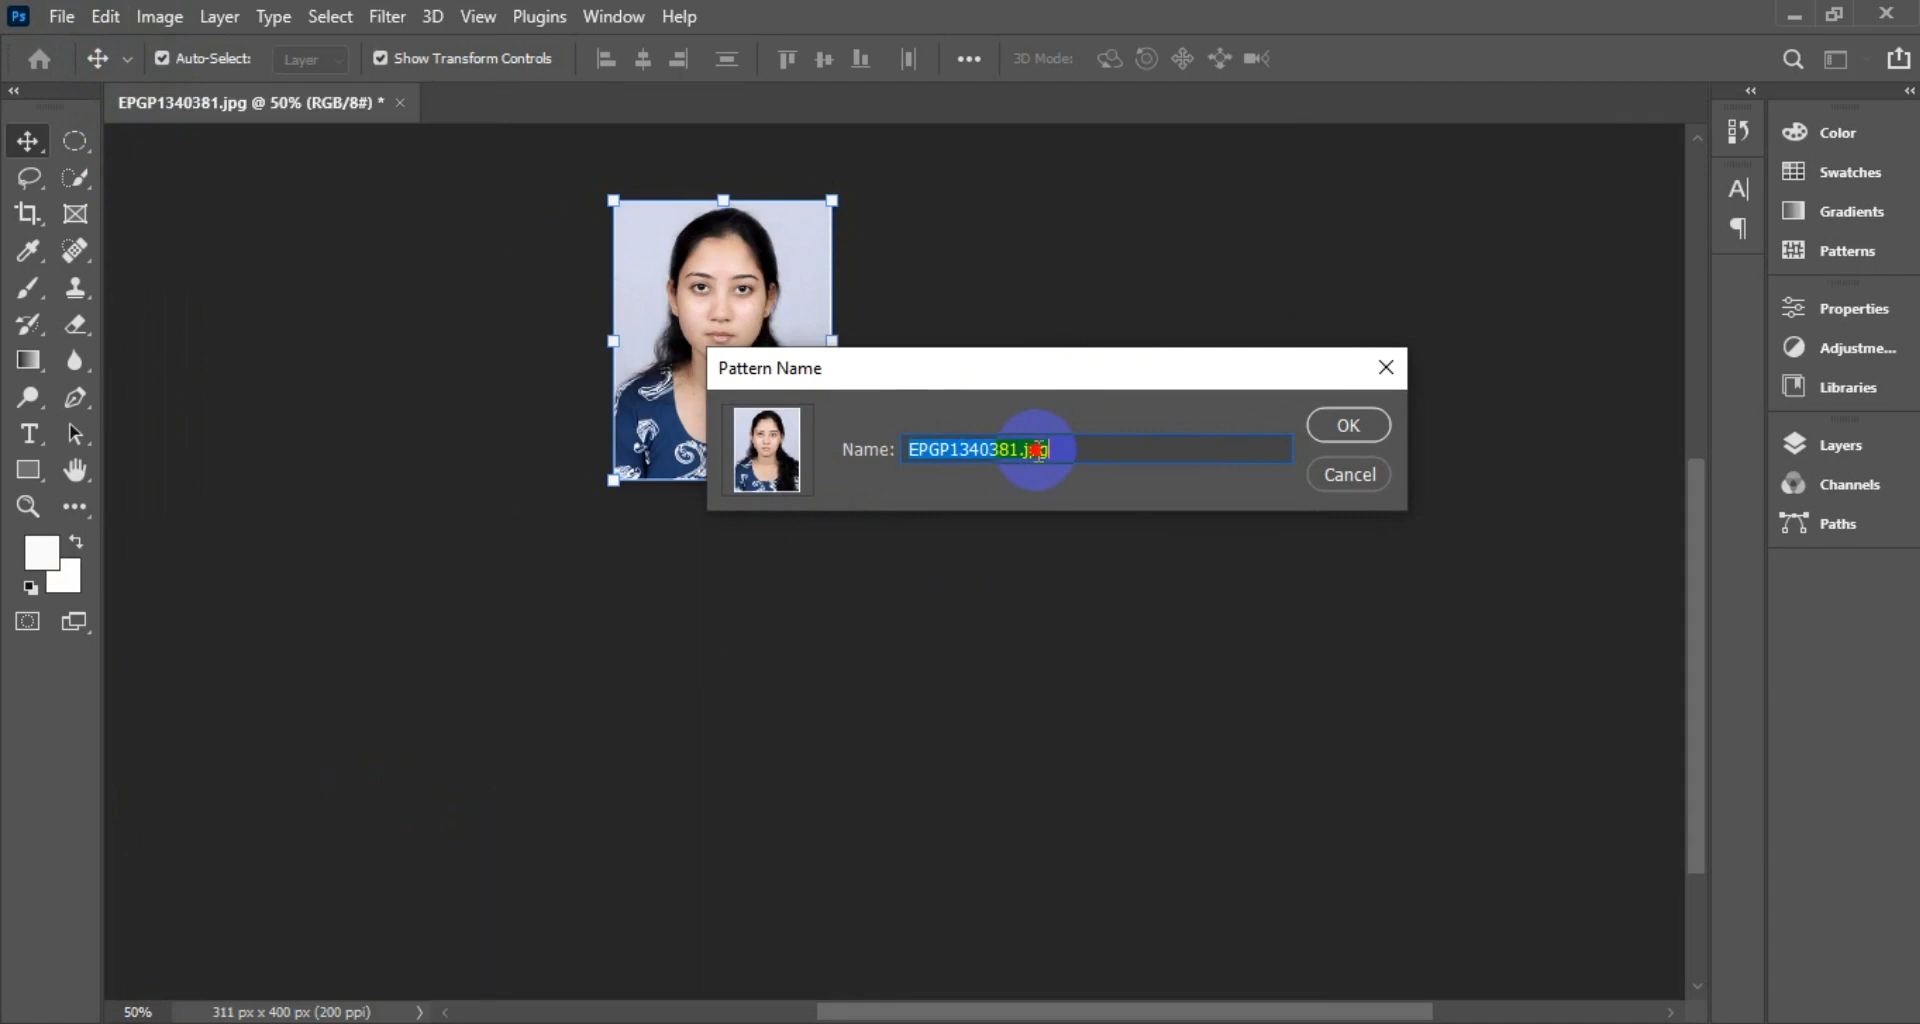 Ps File Edit Image Layer Type Select Filter 3D View Plugins Window Help
Auto-Select: Layer Show Transform Controls 3D Mode:
EPGP1340381.jpg @ 50% (RGB/8#) *
Color
Swatches
Gradients
Patterns
Properties
Adjustme...
Libraries
Layers
Channels
Paths
Pattern Name
Name: EPGP1340381.jpg
OK
Cancel
50% 311 px x 400 px (200 ppi)